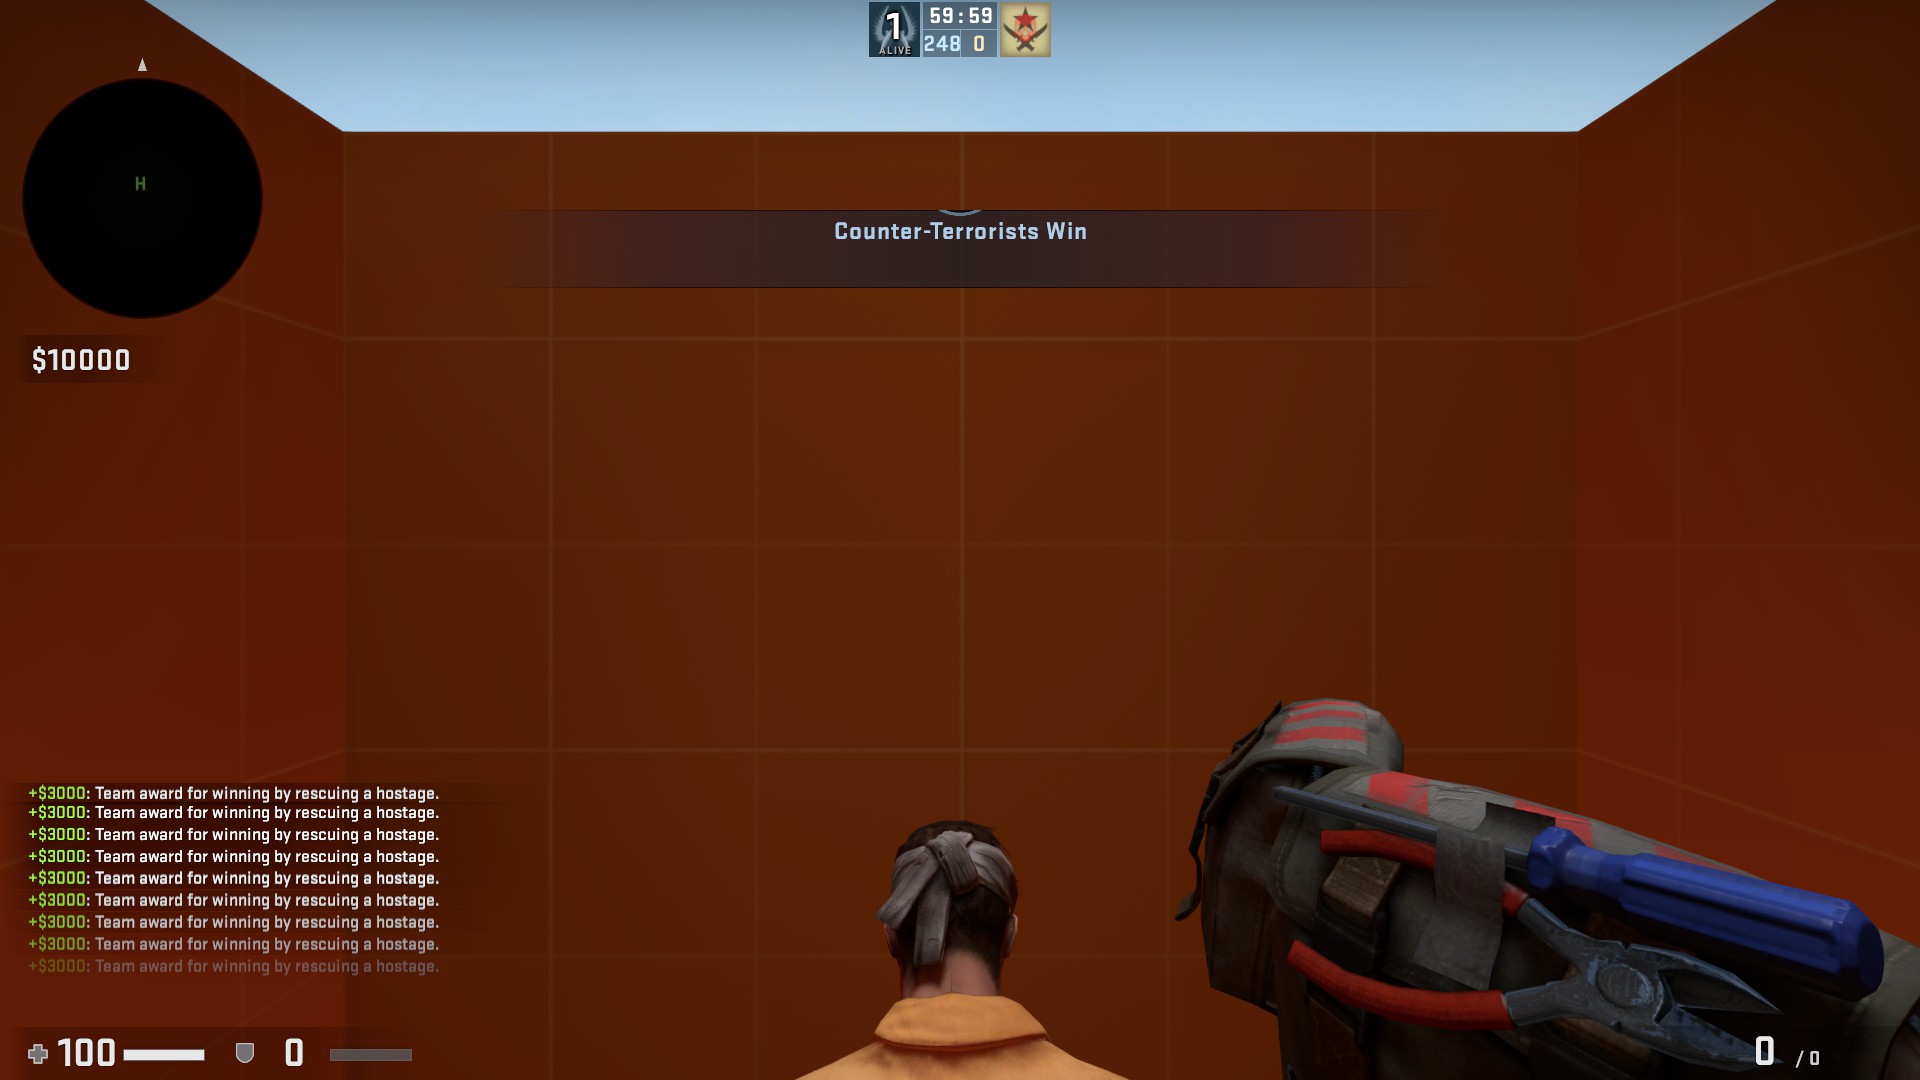 1
ALIVE
59:59
248 0
H
Counter-Terrorists Win
$10000
+$3000: Team award for winning by rescuing a hostage.
+$3000: Team award for winning by rescuing a hostage.
+$3000: Team award for winning by rescuing a hostage.
+$3000: Team award for winning by rescuing a hostage.
+$3000: Team award for winning by rescuing a hostage.
+$3000: Team award for winning by rescuing a hostage.
+$3000: Team award for winning by rescuing a hostage.
+$3000: Team award for winning by rescuing a hostage.
+$3000: Team award for winning by rescuing a hostage.
100 0
0 / 0